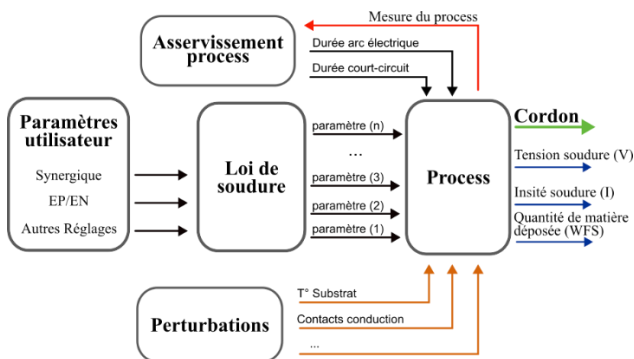 Mesure du process
Asservissement
process
Durée arc électrique
Durée court-circuit
Paramètres
utilisateur
Synergique
EP/EN
Autres Réglages
Loi de
soudure
paramètre (n)
...
paramètre (3)
paramètre (2)
paramètre (1)
Process
Cordon
Tension soudure (V)
Insité soudure (I)
Quantité de matière
déposée (WFS)
Perturbations
T° Substrat
Contacts conduction
...